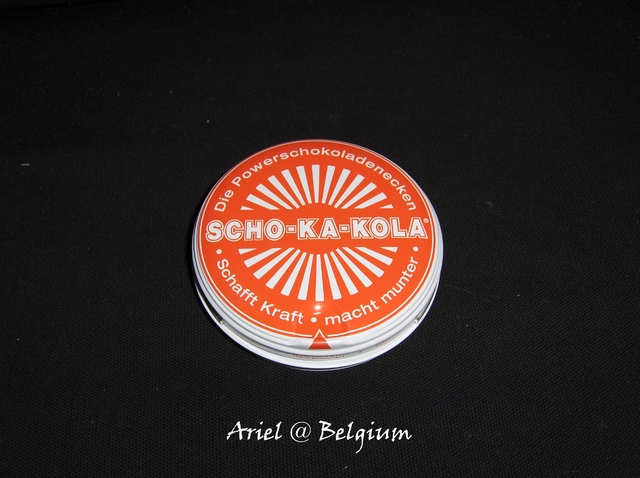 Die Powerschokoladenecken
SCHO-KA-KOLA®
• Schafft Kraft • macht munter •
Ariel @ Belgium